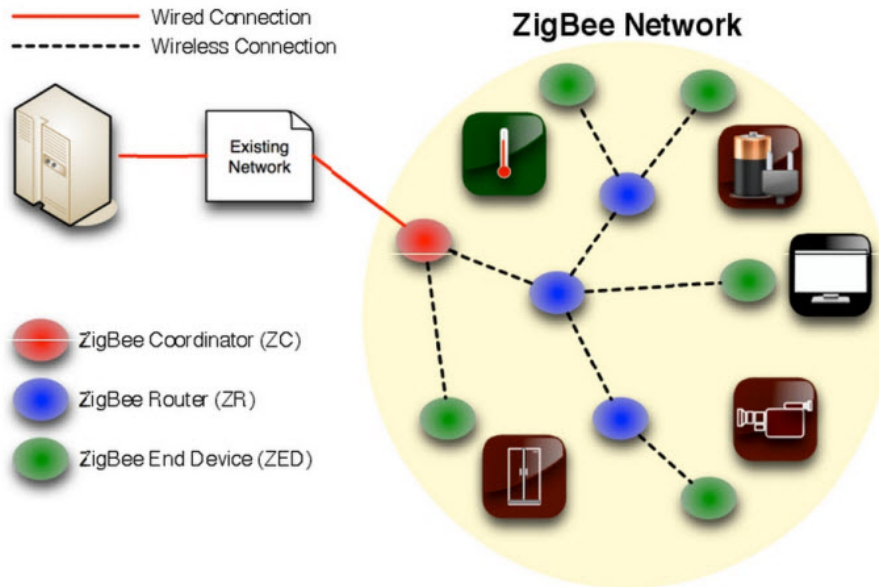 Wired Connection
Wireless Connection
ZigBee Network
Existing
Network
ZigBee Coordinator (ZC)
ZigBee Router (ZR)
ZigBee End Device (ZED)